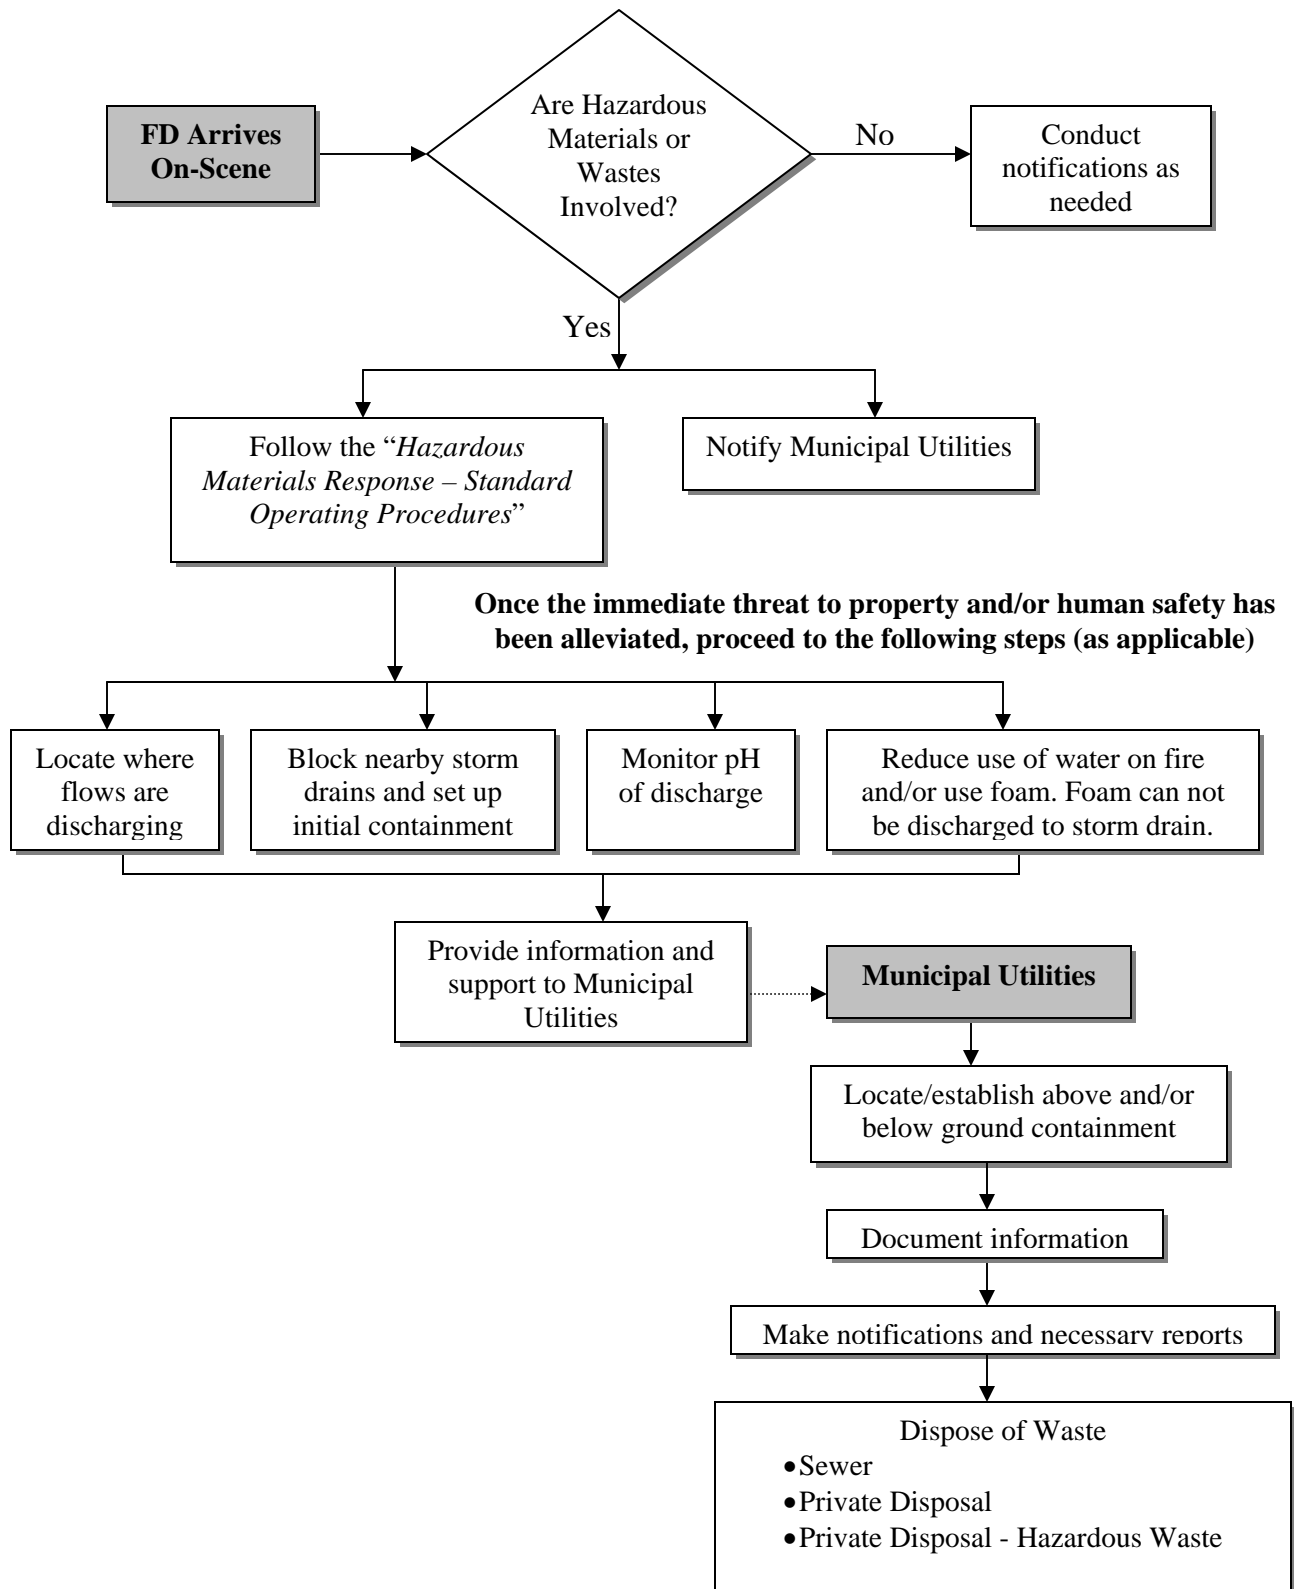 FD Arrives
On-Scene
Are Hazardous
Materials or
Wastes
Involved?
No
Conduct
notifications as
needed
Yes
Follow the “Hazardous
Materials Response – Standard
Operating Procedures”
Notify Municipal Utilities
Once the immediate threat to property and/or human safety has
been alleviated, proceed to the following steps (as applicable)
Locate where
flows are
discharging
Block nearby storm
drains and set up
initial containment
Monitor pH
of discharge
Reduce use of water on fire
and/or use foam. Foam can not
be discharged to storm drain.
Provide information and
support to Municipal
Utilities
Municipal Utilities
Locate/establish above and/or
below ground containment
Document information
Make notifications and necessary reports
Dispose of Waste
•Sewer
•Private Disposal
•Private Disposal - Hazardous Waste